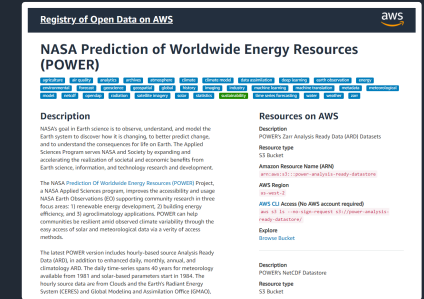 Registry of Open Data on AWS
aws
NASA Prediction of Worldwide Energy Resources
(POWER)
agriculture air quality analytics archives atmosphere climate climate model data assimilation deep learning earth observation energy
environmental forecast geoscience geospatial global history imaging industry machine learning machine translation metadata meteorological
model netcdf opendap radiation satellite imagery solar statistics sustainability time series forecasting water weather zarr
Description
NASA's goal in Earth science is to observe, understand, and model the
Earth system to discover how it is changing, to better predict change,
and to understand the consequences for life on Earth. The Applied
Sciences Program serves NASA and Society by expanding and
accelerating the realization of societal and economic benefits from
Earth science, information, and technology research and development.
The NASA Prediction Of Worldwide Energy Resources (POWER) Project,
a NASA Applied Sciences program, improves the accessibility and usage
NASA Earth Observations (EO) supporting community research in three
focus areas: 1) renewable energy development, 2) building energy
efficiency, and 3) agroclimatology applications. POWER can help
communities be resilient amid observed climate variability through the
easy access of solar and meteorological data via a verity of access
methods.
The latest POWER version includes hourly-based source Analysis Ready
Data (ARD), in addition to enhanced daily, monthly, annual, and
climatology ARD. The daily time-series spans 40 years for meteorology
available from 1981 and solar-based parameters start in 1984. The
hourly source data are from Clouds and the Earth's Radiant Energy
System (CERES) and Global Modeling and Assimilation Office (GMAO),
Resources on AWS
Description
POWER's Zarr Analysis Ready Data (ARD) Datasets
Resource type
S3 Bucket
Amazon Resource Name (ARN)
arn:aws:s3:::power-analysis-ready-datastore
AWS Region
us-west-2
AWS CLI Access (No AWS account required)
aws s3 ls --no-sign-request s3://power-analysis-
ready-datastore/
Explore
Browse Bucket
Description
POWER's NetCDF Datastore
Resource type
S3 Bucket